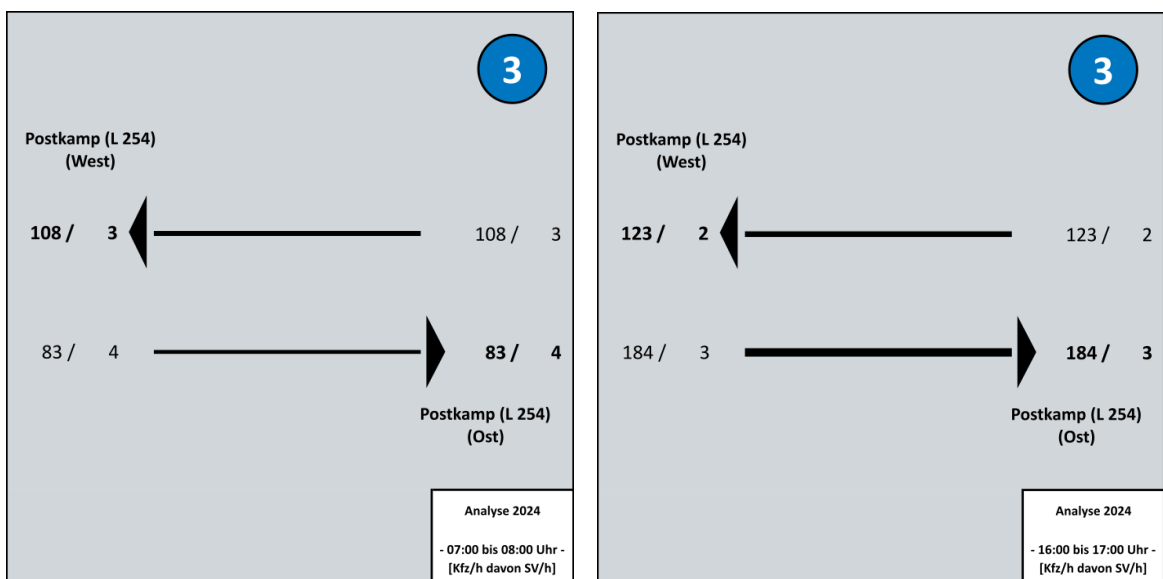 3
Postkamp (L 254)
(West)
108 / 3 108 / 3
83 / 4 83 / 4
Postkamp (L 254)
(Ost)
Analyse 2024
- 07:00 bis 08:00 Uhr -
[Kfz/h davon SV/h]
3
Postkamp (L 254)
(West)
123 / 2 123 / 2
184 / 3 184 / 3
Postkamp (L 254)
(Ost)
Analyse 2024
- 16:00 bis 17:00 Uhr -
[Kfz/h davon SV/h]